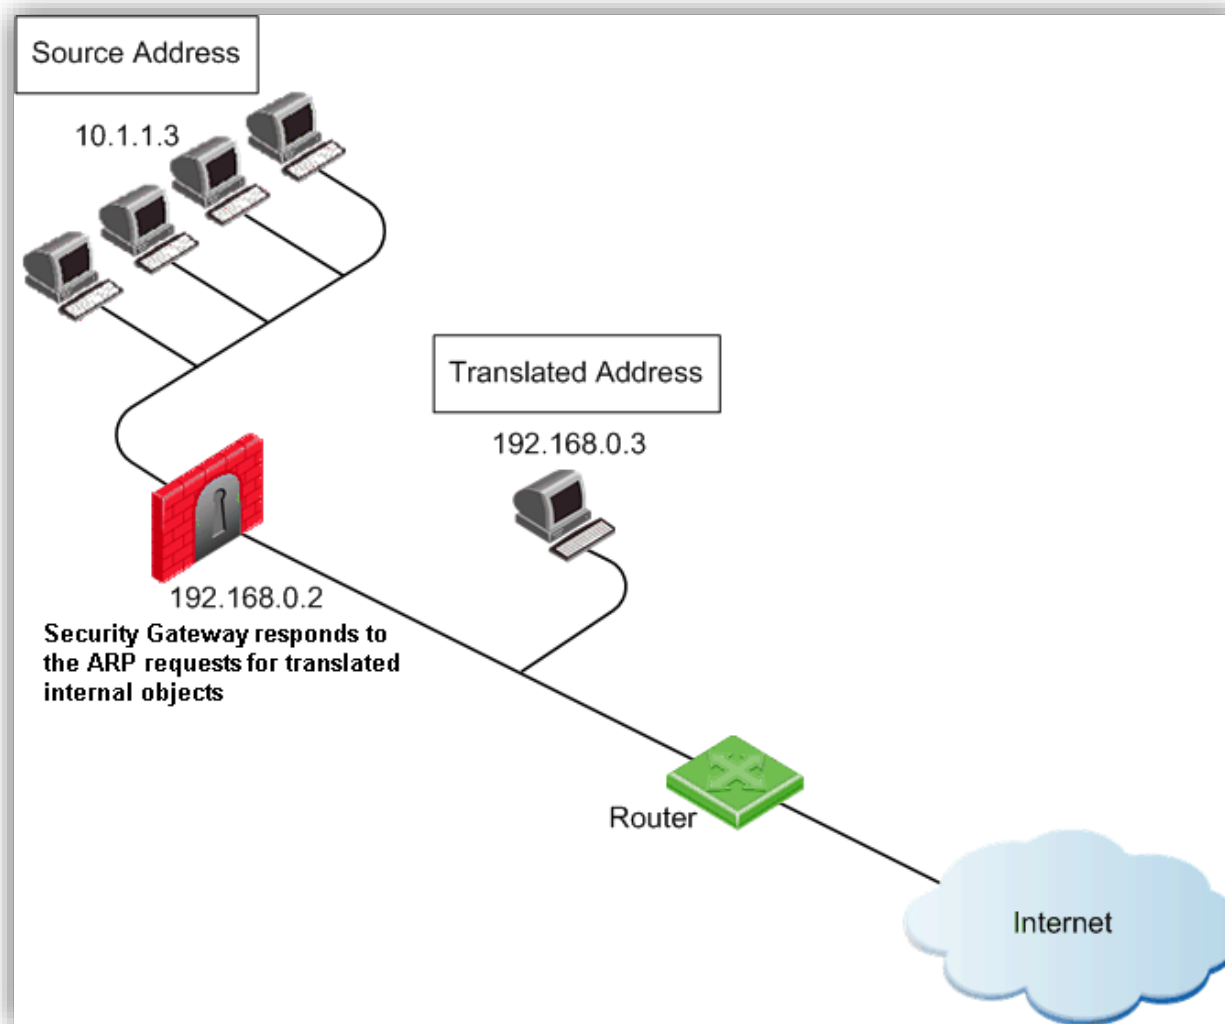 Source Address
10.1.1.3
Translated Address
192.168.0.3
192.168.0.2
Security Gateway responds to
the ARP requests for translated
internal objects
Router
Internet